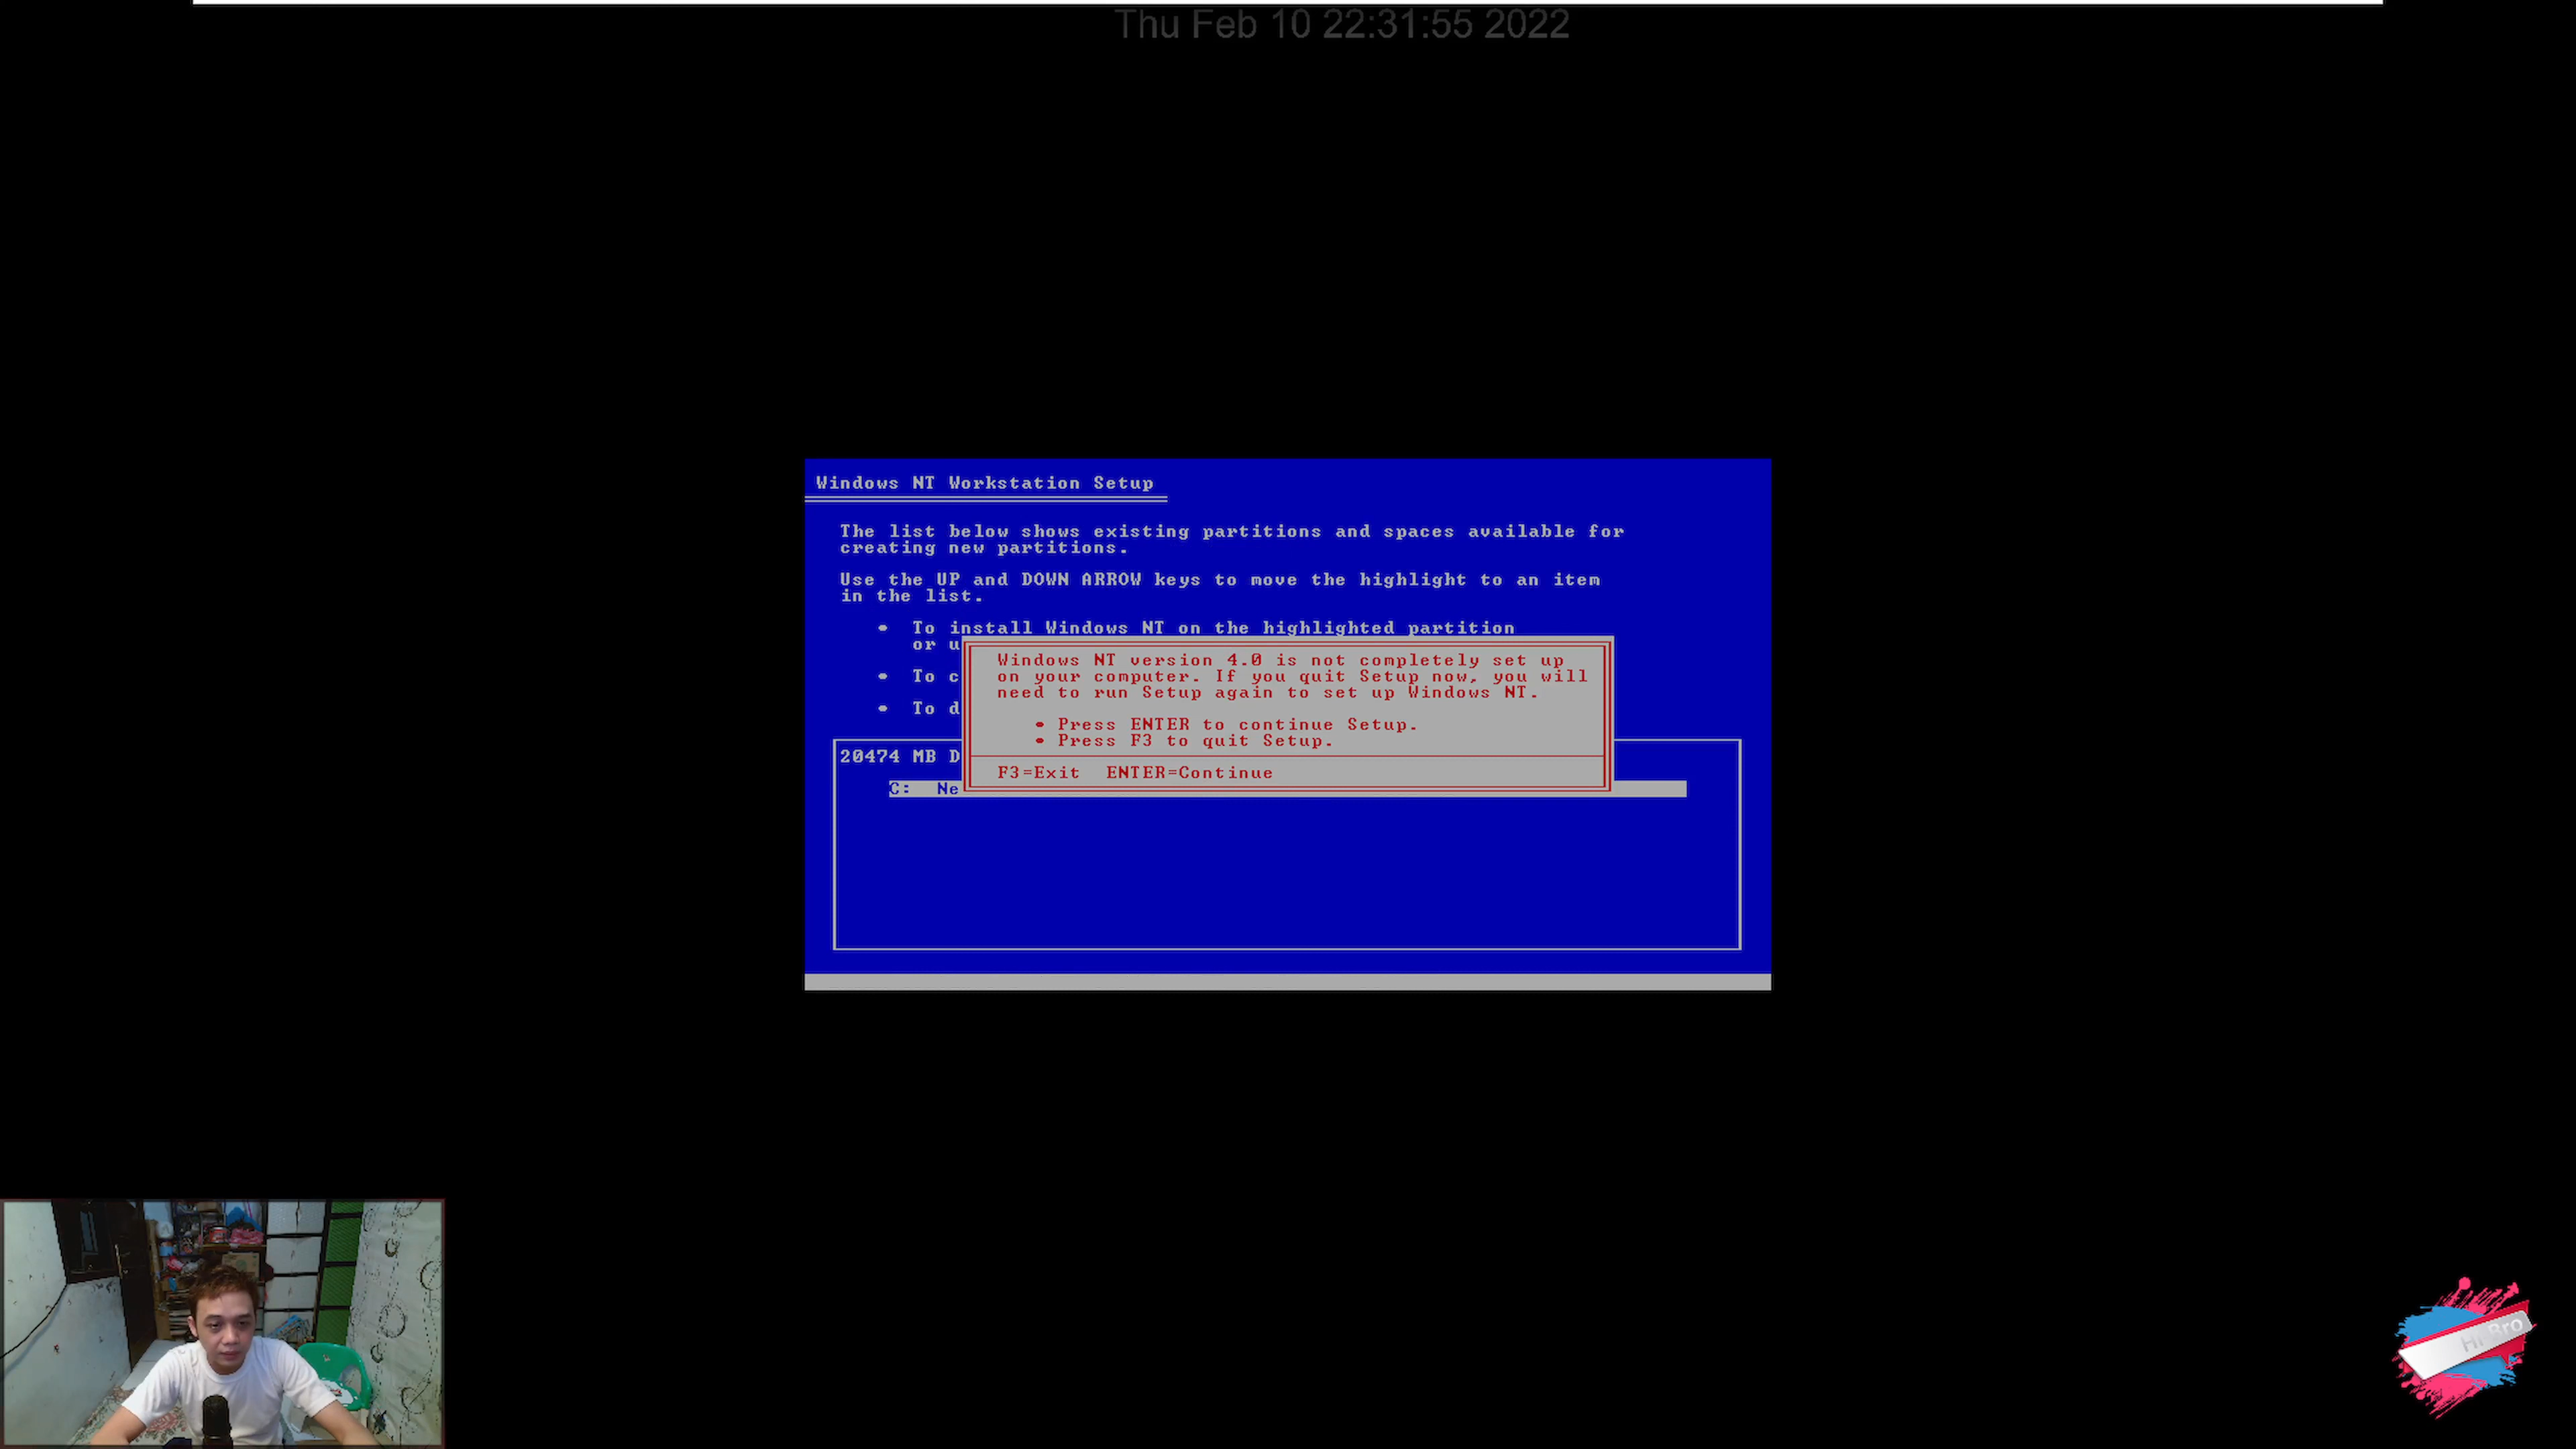 Thu Feb 10 22:31:55 2022
Windows NT Workstation Setup
The list below shows existing partitions and spaces available for
creating new partitions.
Use the UP and DOWN ARROW keys to move the highlight to an item
in the list.
• To install Windows NT on the highlighted partition
or u
• To c
• To d
Windows NT version 4.0 is not completely set up
on your computer. If you quit Setup now, you will
need to run Setup again to set up Windows NT.
• Press ENTER to continue Setup.
• Press F3 to quit Setup.
F3=Exit ENTER=Continue
20474 MB D
C: Ne
Hi Bro